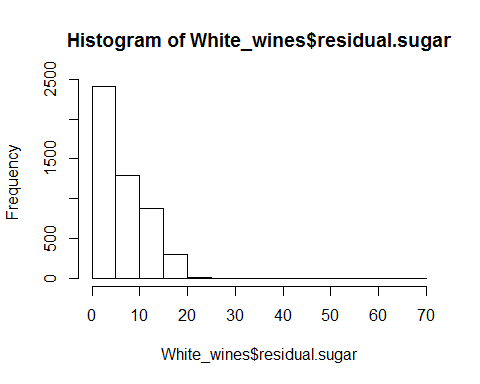 Histogram of White_wines$residual.sugar
Frequency
2500
1500
500
0
0 10 20 30 40 50 60 70
White_wines$residual.sugar